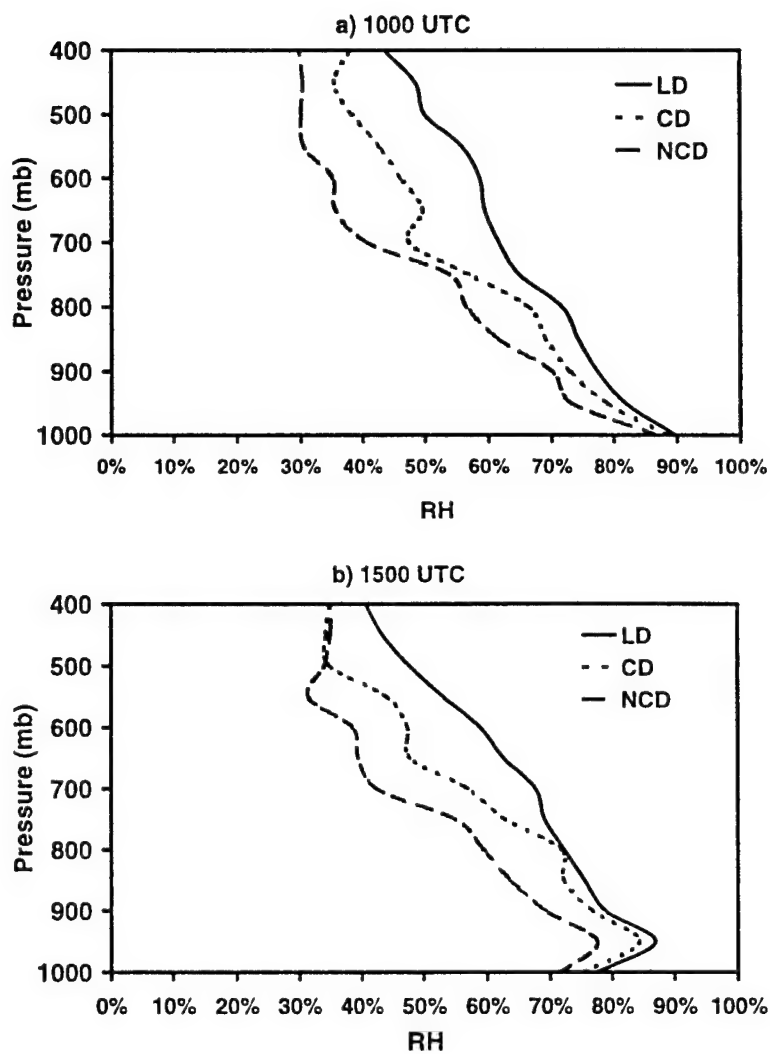 a) 1000 UTC
400
500
600
700
800
900
1000
Pressure (mb)
LD
CD
NCD
0% 10% 20% 30% 40% 50% 60% 70% 80% 90% 100%
RH
b) 1500 UTC
400
500
600
700
800
900
1000
Pressure (mb)
LD
CD
NCD
0% 10% 20% 30% 40% 50% 60% 70% 80% 90% 100%
RH